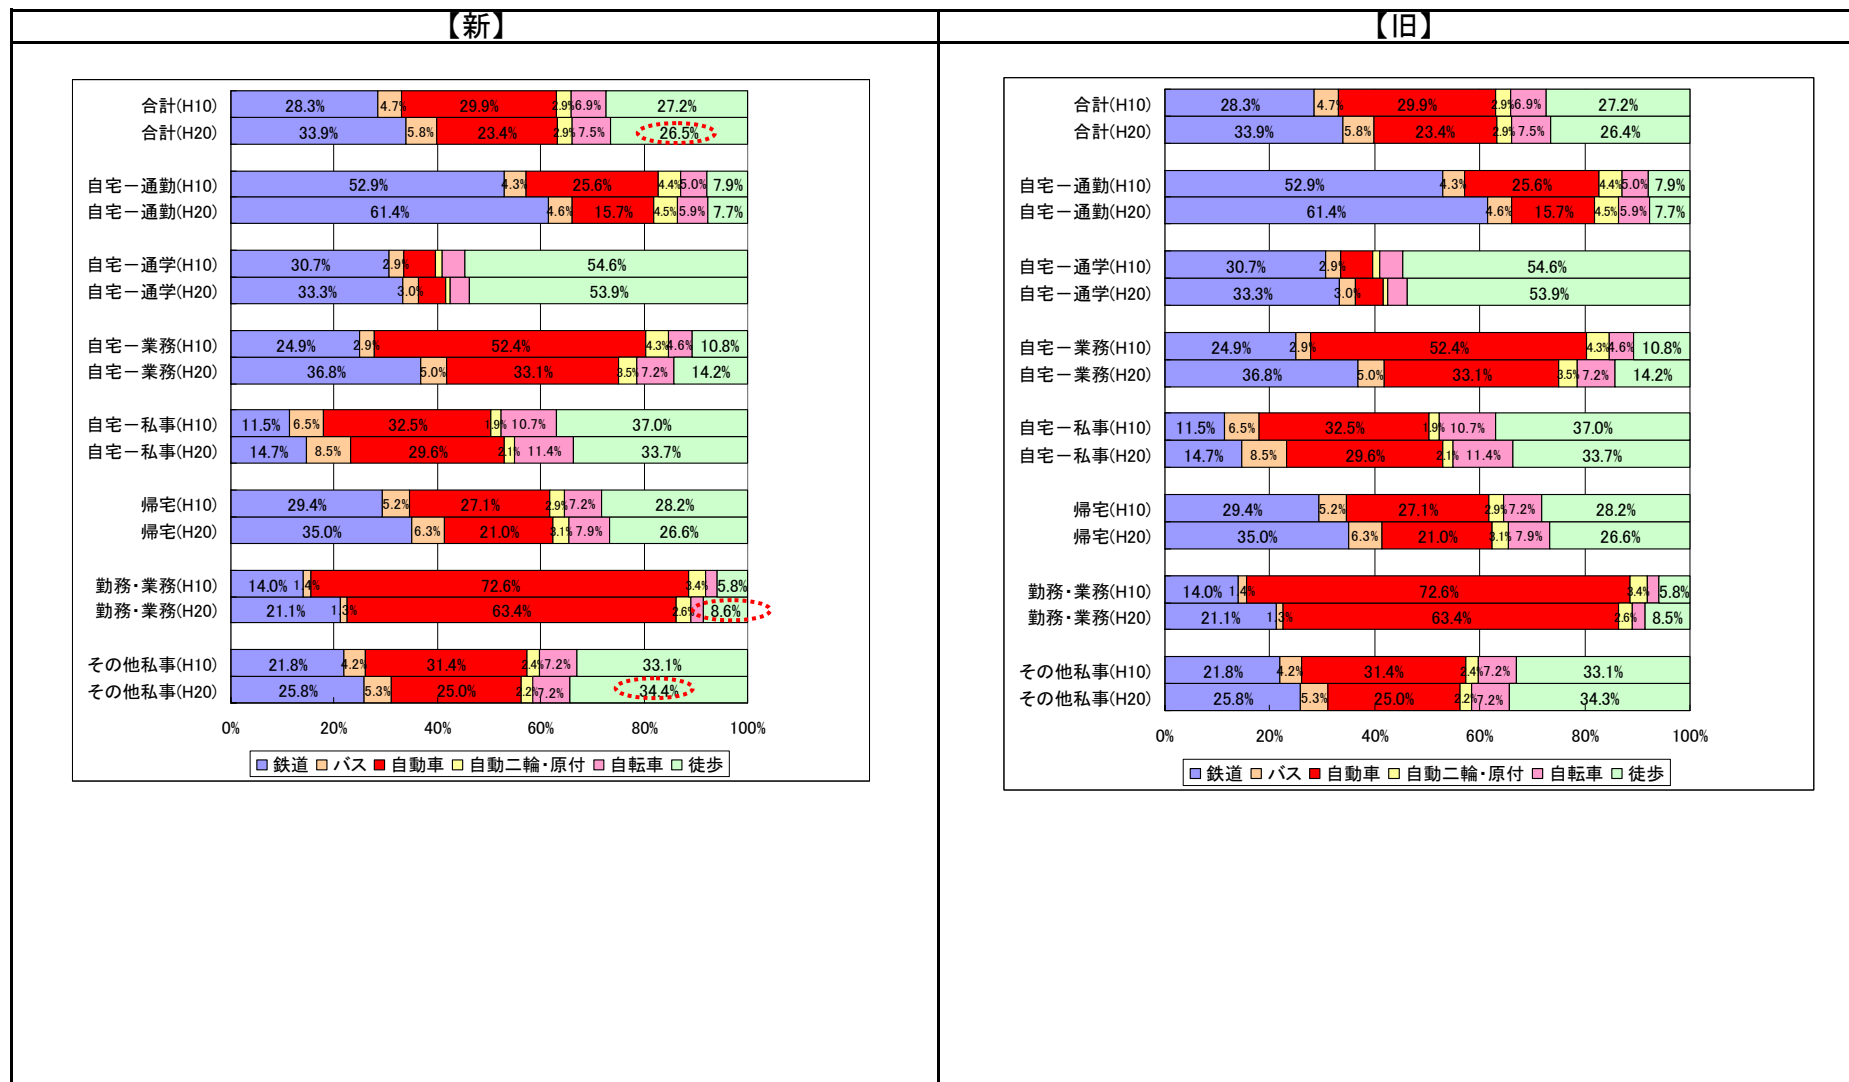 【新】
合計(H10) 28.3% 4.7% 29.9% 2.9% 6.9% 27.2%
合計(H20) 33.9% 5.8% 23.4% 2.9% 7.5% 26.5%
自宅－通勤(H10) 52.9% 4.3% 25.6% 4.4% 5.0% 7.9%
自宅－通勤(H20) 61.4% 4.6% 15.7% 4.5% 5.9% 7.7%
自宅－通学(H10) 30.7% 2.9% 54.6%
自宅－通学(H20) 33.3% 3.0% 53.9%
自宅－業務(H10) 24.9% 2.9% 52.4% 4.3% 4.6% 10.8%
自宅－業務(H20) 36.8% 5.0% 33.1% 3.5% 7.2% 14.2%
自宅－私事(H10) 11.5% 6.5% 32.5% 1.9% 10.7% 37.0%
自宅－私事(H20) 14.7% 8.5% 29.6% 2.1% 11.4% 33.7%
帰宅(H10) 29.4% 5.2% 27.1% 2.9% 7.2% 28.2%
帰宅(H20) 35.0% 6.3% 21.0% 3.1% 7.9% 26.6%
勤務・業務(H10) 14.0% 1.4% 72.6% 3.4% 5.8%
勤務・業務(H20) 21.1% 1.3% 63.4% 2.6% 8.6%
その他私事(H10) 21.8% 4.2% 31.4% 2.4% 7.2% 33.1%
その他私事(H20) 25.8% 5.3% 25.0% 2.2% 7.2% 34.4%
0% 20% 40% 60% 80% 100%
鉄道 バス 自動車 自動二輪・原付 自転車 徒歩
【旧】
合計(H10) 28.3% 4.7% 29.9% 2.9% 6.9% 27.2%
合計(H20) 33.9% 5.8% 23.4% 2.9% 7.5% 26.4%
自宅－通勤(H10) 52.9% 4.3% 25.6% 4.4% 5.0% 7.9%
自宅－通勤(H20) 61.4% 4.6% 15.7% 4.5% 5.9% 7.7%
自宅－通学(H10) 30.7% 2.9% 54.6%
自宅－通学(H20) 33.3% 3.0% 53.9%
自宅－業務(H10) 24.9% 2.9% 52.4% 4.3% 4.6% 10.8%
自宅－業務(H20) 36.8% 5.0% 33.1% 3.5% 7.2% 14.2%
自宅－私事(H10) 11.5% 6.5% 32.5% 1.9% 10.7% 37.0%
自宅－私事(H20) 14.7% 8.5% 29.6% 2.1% 11.4% 33.7%
帰宅(H10) 29.4% 5.2% 27.1% 2.9% 7.2% 28.2%
帰宅(H20) 35.0% 6.3% 21.0% 3.1% 7.9% 26.6%
勤務・業務(H10) 14.0% 1.4% 72.6% 3.4% 5.8%
勤務・業務(H20) 21.1% 1.3% 63.4% 2.6% 8.5%
その他私事(H10) 21.8% 4.2% 31.4% 2.4% 7.2% 33.1%
その他私事(H20) 25.8% 5.3% 25.0% 2.2% 7.2% 34.3%
0% 20% 40% 60% 80% 100%
鉄道 バス 自動車 自動二輪・原付 自転車 徒歩